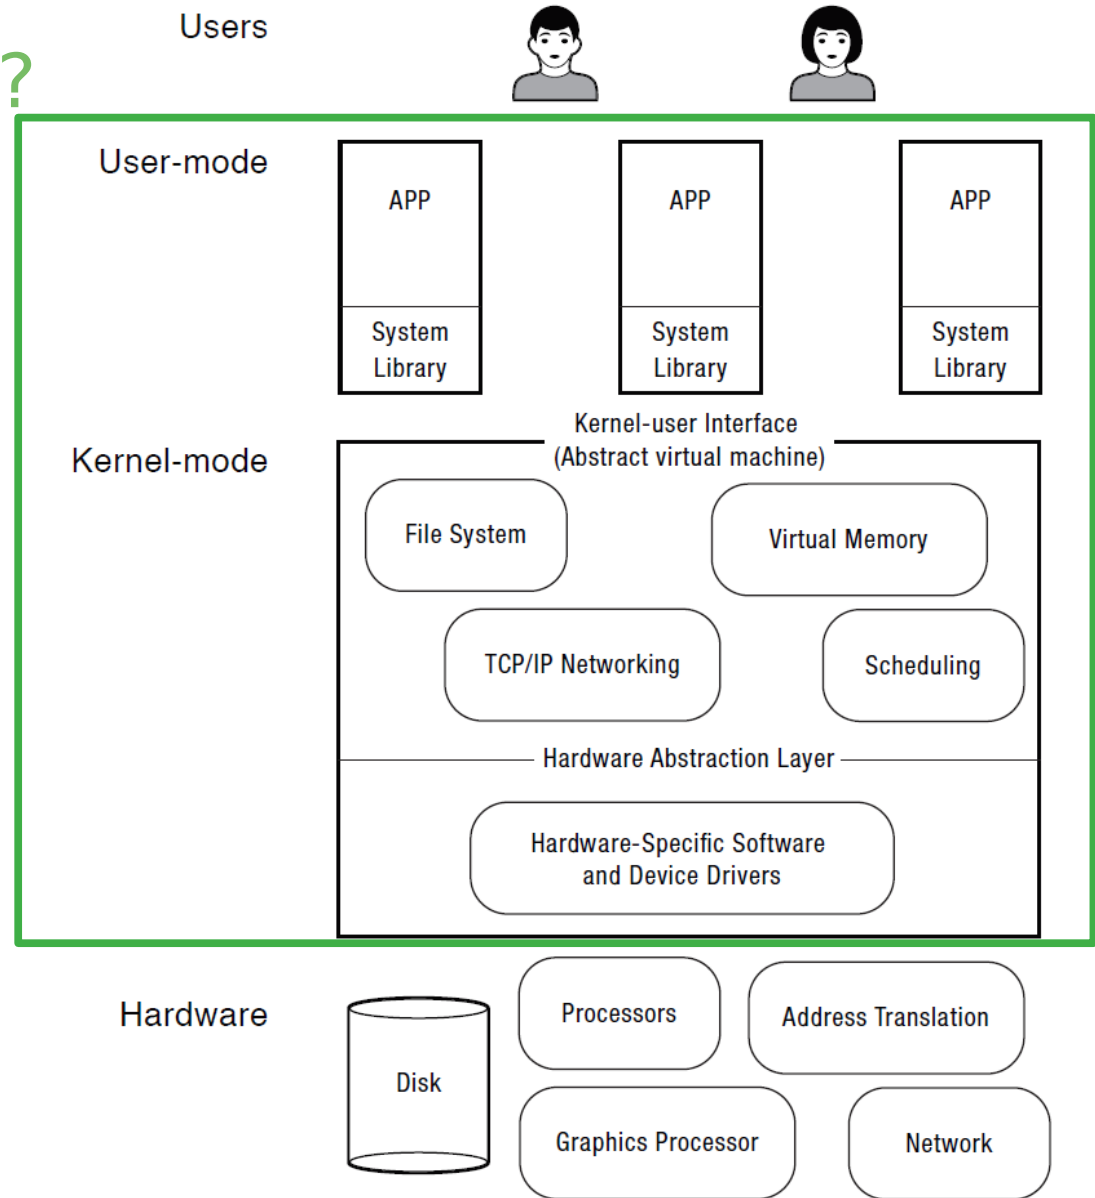 Users
?
User-mode
APP
APP
APP
System
Library
System
Library
System
Library
Kernel-user Interface
(Abstract virtual machine)
Kernel-mode
File System
Virtual Memory
TCP/IP Networking
Scheduling
Hardware Abstraction Layer
Hardware-Specific Software
and Device Drivers
Hardware
Processors
Address Translation
Disk
Graphics Processor
Network